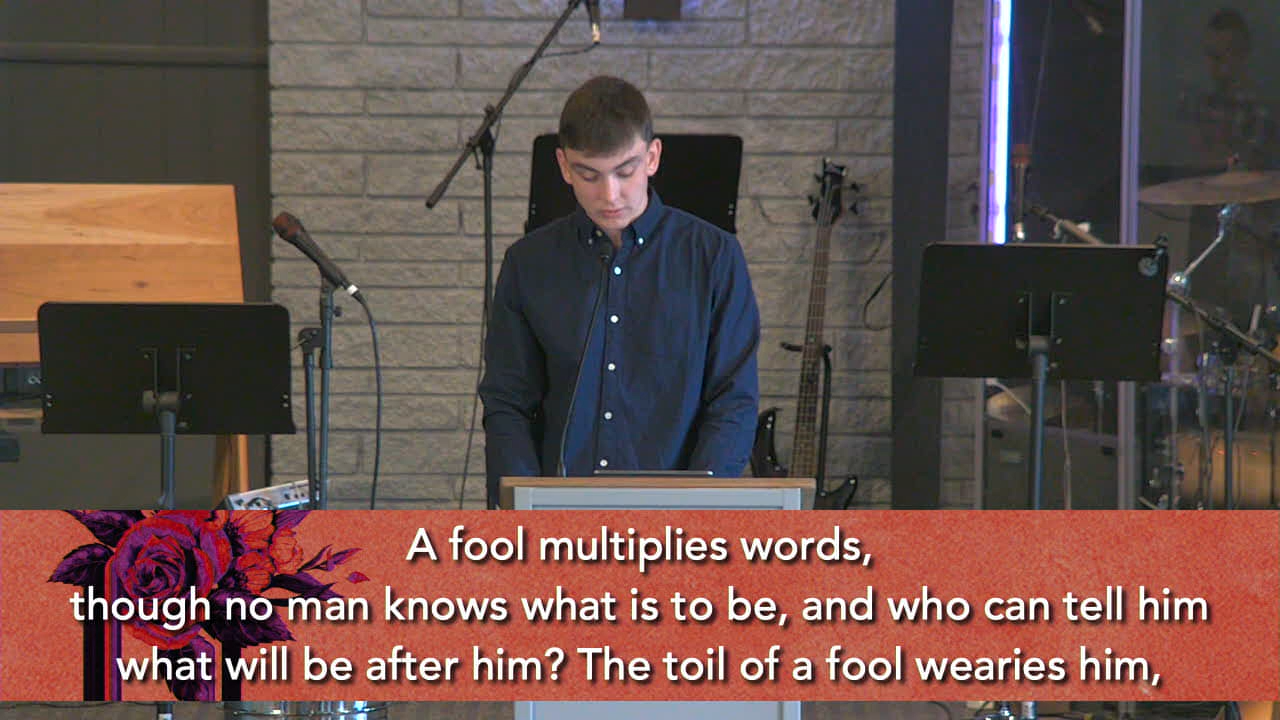 A fool multiplies words,
though no man knows what is to be, and who can tell him
what will be after him? The toil of a fool wearies him,